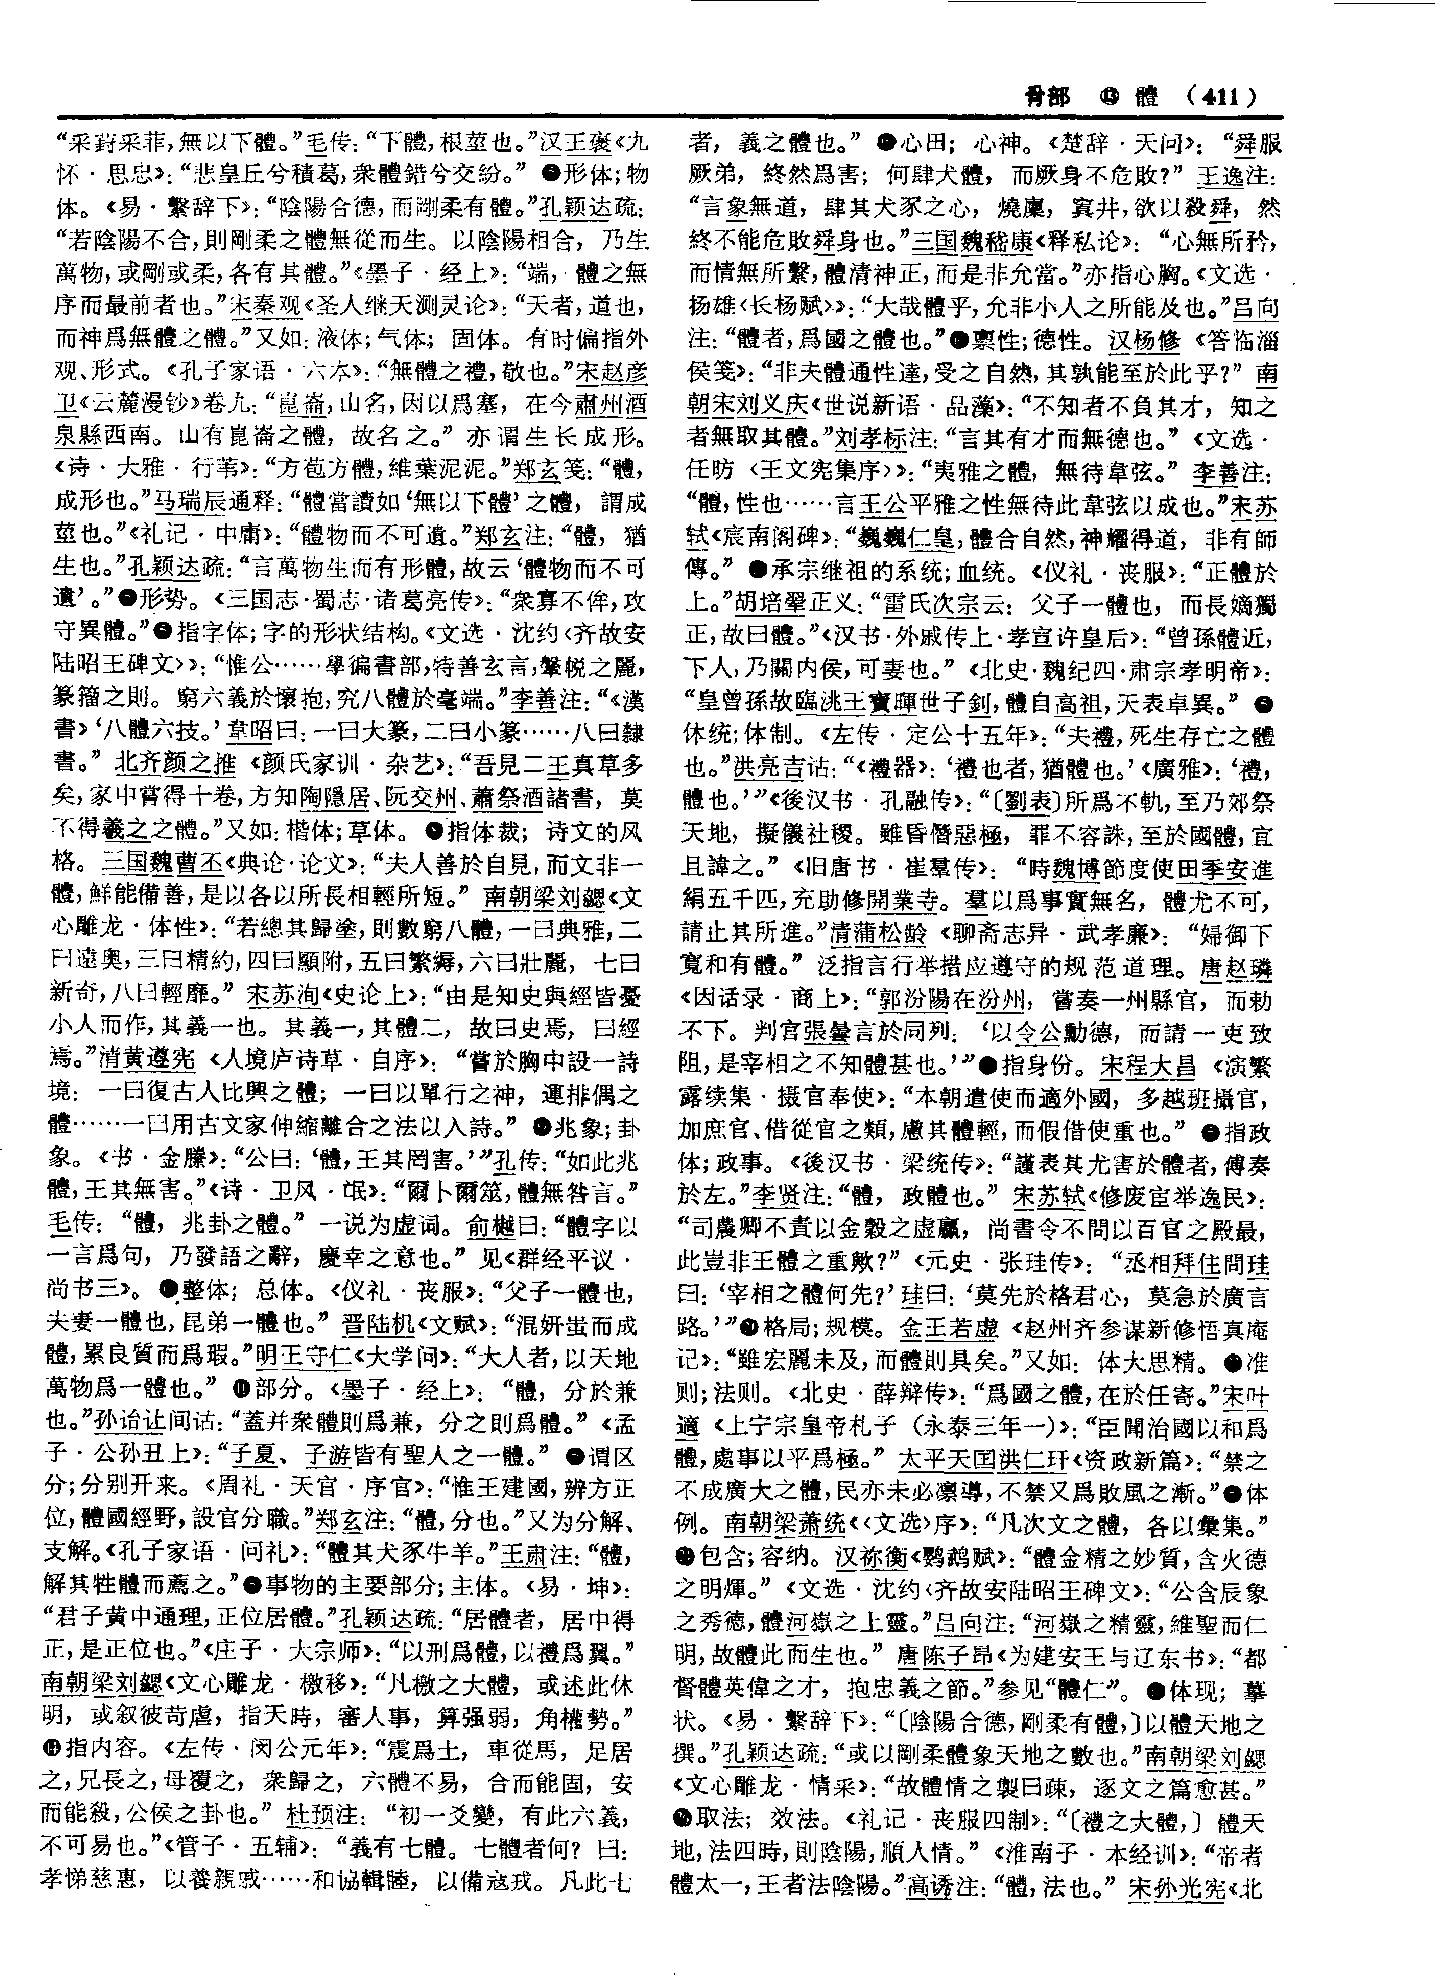 骨部 ⑬ 體 （411）
“采葑采菲，無以下體。”毛传：“下體，根莖也。”汉王褒《九
怀·思忠》：“悲皇丘兮積葛，衆體錯兮交紛。” ●形体；物
体。《易·繫辞下》：“陰陽合德，而剛柔有體。”孔颖达疏：
“若陰陽不合，則剛柔之體無從而生。以陰陽相合，乃生
萬物，或剛或柔，各有其體。”《墨子·经上》：“端，體之無
序而最前者也。”宋秦观《圣人继天测灵论》：“天者，道也，
而神爲無體之體。”又如：液体；气体；固体。有时偏指外
观、形式。《孔子家语·六本》：“無體之禮，敬也。”宋赵彦
卫《云麓漫钞》卷九：“崑崙，山名，因以爲塞，在今肅州酒
泉縣西南。山有崑崙之體，故名之。”亦谓生长成形。
《诗·大雅·行苇》：“方苞方體，維葉泥泥。”郑玄笺：“體，
成形也。”马瑞辰通释：“體當讀如‘無以下體’之體，謂成
莖也。”《礼记·中庸》：“體物而不可遺。”郑玄注：“體，猶
生也。”孔颖达疏：“言萬物生而有形體，故云‘體物而不可
遺’。”●形势。《三国志·蜀志·诸葛亮传》：“衆寡不侔，攻
守異體。”●指字体；字的形状结构。《文选·沈约〈齐故安
陆昭王碑文〉》：“惟公……學徧書部，特善玄言，鞶帨之麗，
篆籀之則。窮六義於懷抱，究八體於毫端。”李善注：“《漢
書》‘八體六技。’韋昭曰：一曰大篆，二曰小篆……八曰隸
書。”北齐颜之推《颜氏家训·杂艺》：“吾見二王真草多
矣，家中嘗得十卷，方知陶隱居、阮交州、蕭祭酒諸書，莫
不得羲之之體。”又如：楷体；草体。●指体裁；诗文的风
格。三国魏曹丕《典论·论文》：“夫人善於自見，而文非一
體，鮮能備善，是以各以所長相輕所短。”南朝梁刘勰《文
心雕龙·体性》：“若總其歸塗，則數窮八體，一曰典雅，二
曰遠奥，三曰精約，四曰顯附，五曰繁縟，六曰壯麗，七曰
新奇，八曰輕靡。”宋苏洵《史论上》：“由是知史與經皆憂
小人而作，其義一也。其義一，其體二，故曰史焉，曰經
焉。”清黄遵宪《人境庐诗草·自序》：“嘗於胸中設一詩
境：一曰復古人比興之體；一曰以單行之神，運排偶之
體……一曰用古文家伸縮離合之法以入詩。”●兆象；卦
象。《书·金縢》：“公曰：‘體，王其罔害。’”孔传：“如此兆
體，王其無害。”《诗·卫风·氓》：“爾卜爾筮，體無咎言。”
毛传：“體，兆卦之體。”一说为虚词。俞樾曰：“體字以
一言爲句，乃發語之辭，慶幸之意也。”见《群经平议·
尚书三》。●整体；总体。《仪礼·丧服》：“父子一體也，
夫妻一體也，昆弟一體也。”晋陆机《文赋》：“混妍蚩而成
體，累良質而爲瑕。”明王守仁《大学问》：“大人者，以天地
萬物爲一體也。”⓫部分。《墨子·经上》：“體，分於兼
也。”孙诒让间诂：“蓋并衆體則爲兼，分之則爲體。”《孟
子·公孙丑上》：“子夏、子游皆有聖人之一體。”●谓区
分；分别开来。《周礼·天官·序官》：“惟王建國，辨方正
位，體國經野，設官分職。”郑玄注：“體，分也。”又为分解、
支解。《孔子家语·问礼》：“體其犬豕牛羊。”王肃注：“體，
解其牲體而薦之。”●事物的主要部分；主体。《易·坤》：
“君子黄中通理，正位居體。”孔颖达疏：“居體者，居中得
正，是正位也。”《庄子·大宗师》：“以刑爲體，以禮爲翼。”
南朝梁刘勰《文心雕龙·檄移》：“凡檄之大體，或述此休
明，或叙彼苛虐，指天時，審人事，算强弱，角權勢。”
⓮指内容。《左传·闵公元年》：“震爲土，車從馬，足居
之，兄長之，母覆之，衆歸之，六體不易，合而能固，安
而能殺，公侯之卦也。”杜预注：“初一爻變，有此六義，
不可易也。”《管子·五辅》：“義有七體。七體者何？曰：
孝悌慈惠，以養親戚……和協輯睦，以備寇戎。凡此七
者，義之體也。”●心田；心神。《楚辞·天问》：“舜服
厥弟，終然爲害；何肆犬體，而厥身不危敗？”王逸注：
“言象無道，肆其犬豕之心，燒廩，窴井，欲以殺舜，然
終不能危敗舜身也。”三国魏嵇康《释私论》：“心無所矜，
而情無所繫，體清神正，而是非允當。”亦指心胸。《文选·
杨雄〈长杨赋〉》：“大哉體乎，允非小人之所能及也。”吕向
注：“體者，爲國之體也。”●禀性；德性。汉杨修《答临淄
侯笺》：“非夫體通性達，受之自然，其孰能至於此乎？”南
朝宋刘义庆《世说新语·品藻》：“不知者不負其才，知之
者無取其體。”刘孝标注：“言其有才而無德也。”《文选·
任昉〈王文宪集序〉》：“夷雅之體，無待韋弦。”李善注：
“體，性也……言王公平雅之性無待此韋弦以成也。”宋苏
轼《宸南阁碑》：“巍巍仁皇，體合自然，神耀得道，非有師
傳。”●承宗继祖的系统；血统。《仪礼·丧服》：“正體於
上。”胡培翚正义：“雷氏次宗云：父子一體也，而長嫡獨
正，故曰體。”《汉书·外戚传上·孝宣许皇后》：“曾孫體近，
下人，乃關内侯，可妻也。”《北史·魏纪四·肃宗孝明帝》：
“皇曾孫故臨洮王寶暉世子釗，體自高祖，天表卓異。”●
体统；体制。《左传·定公十五年》：“夫禮，死生存亡之體
也。”洪亮吉诂：“《禮器》：‘禮也者，猶體也。’《廣雅》：‘禮，
體也。’”《後汉书·孔融传》：“〔劉表〕所爲不軌，至乃郊祭
天地，擬儀社稷。雖昏僭惡極，罪不容誅，至於國體，宜
且諱之。”《旧唐书·崔羣传》：“時魏博節度使田季安進
絹五千匹，充助修開業寺。羣以爲事實無名，體尤不可，
請止其所進。”清蒲松龄《聊斋志异·武孝廉》：“婦御下
寬和有體。”泛指言行举措应遵守的规范道理。唐赵璘
《因话录·商上》：“郭汾陽在汾州，嘗奏一州縣官，而勅
不下。判官張曇言於同列：‘以令公勳德，而請一吏致
阻，是宰相之不知體甚也。’”●指身份。宋程大昌《演繁
露续集·摄官奉使》：“本朝遣使而適外國，多越班攝官，
加庶官、借從官之類，慮其體輕，而假借使重也。”●指政
体；政事。《後汉书·梁统传》：“謹表其尤害於體者，傅奏
於左。”李贤注：“體，政體也。”宋苏轼《修废官举逸民》：
“司農卿不責以金穀之虚贏，尚書令不問以百官之殿最，
此豈非王體之重歟？”《元史·张珪传》：“丞相拜住問珪
曰：‘宰相之體何先？’珪曰：‘莫先於格君心，莫急於廣言
路。’”●格局；规模。金王若虚《赵州齐参谋新修悟真庵
记》：“雖宏麗未及，而體則具矣。”又如：体大思精。●准
则；法则。《北史·薛辩传》：“爲國之體，在於任寄。”宋叶
適《上宁宗皇帝札子（永泰三年一）》：“臣聞治國以和爲
體，處事以平爲極。”太平天囯洪仁玕《资政新篇》：“禁之
不成廣大之體，民亦未必凛導，不禁又爲敗風之漸。”●体
例。南朝梁萧统《〈文选〉序》：“凡次文之體，各以彙集。”
●包含；容纳。汉祢衡《鹦鹉赋》：“體金精之妙質，含火德
之明煇。”《文选·沈约〈齐故安陆昭王碑文〉》：“公含辰象
之秀德，體河嶽之上靈。”吕向注：“河嶽之精靈，維聖而仁
明，故體此而生也。”唐陈子昂《为建安王与辽东书》：“都
督體英偉之才，抱忠義之節。”参见“體仁”。●体现；摹
状。《易·繫辞下》：“〔陰陽合德，剛柔有體，〕以體天地之
撰。”孔颖达疏：“或以剛柔體象天地之數也。”南朝梁刘勰
《文心雕龙·情采》：“故體情之製日疎，逐文之篇愈甚。”
●取法；效法。《礼记·丧服四制》：“〔禮之大體，〕體天
地，法四時，則陰陽，順人情。”《淮南子·本经训》：“帝者
體太一，王者法陰陽。”高诱注：“體，法也。”宋孙光宪《北